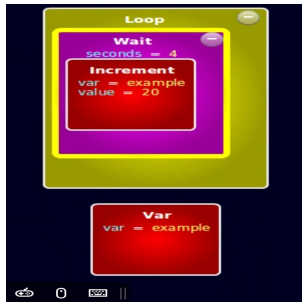 Loop
Wait
seconds = 4
Increment
var = example
value = 20
Var
var = example